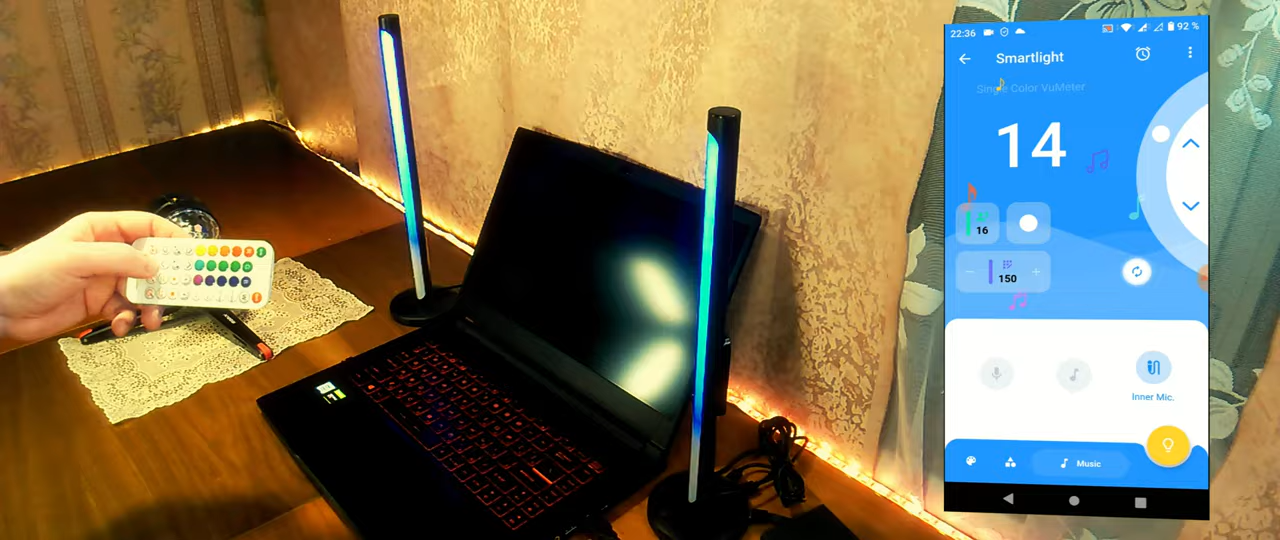 22:36
92 %
Smartlight
Single Color VuMeter
14
16
150
Inner Mic.
Music